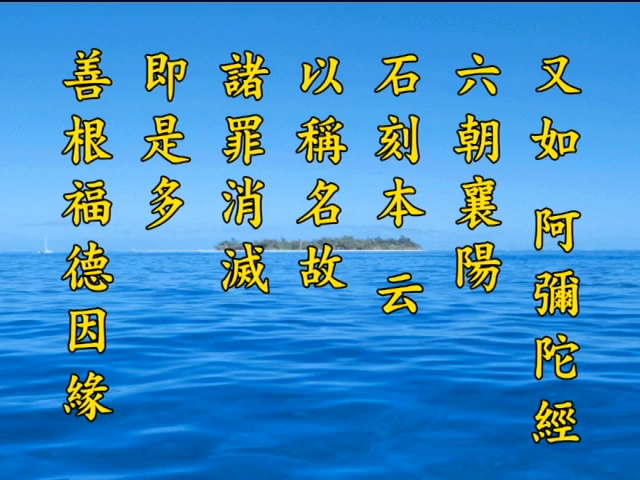 又如 阿彌陀經
六朝襄陽
石刻本云
以稱名故
諸罪消滅
即是多
善根福德因緣